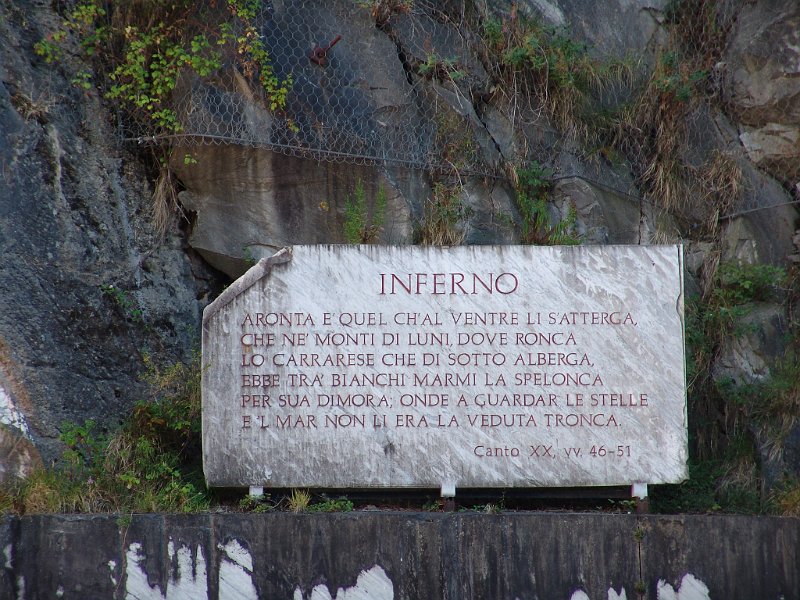 INFERNO
ARONTA E' QUEL CH'AL VENTRE LI S'ATTERGA,
CHE NE' MONTI DI LUNI, DOVE RONCA
LO CARRARESE CHE DI SOTTO ALBERGA,
EBBE TRA' BIANCHI MARMI LA SPELONCA
PER SUA DIMORA; ONDE A GUARDAR LE STELLE
E 'L MAR NON LI ERA LA VEDUTA TRONCA.
Canto XX, vv. 46-51